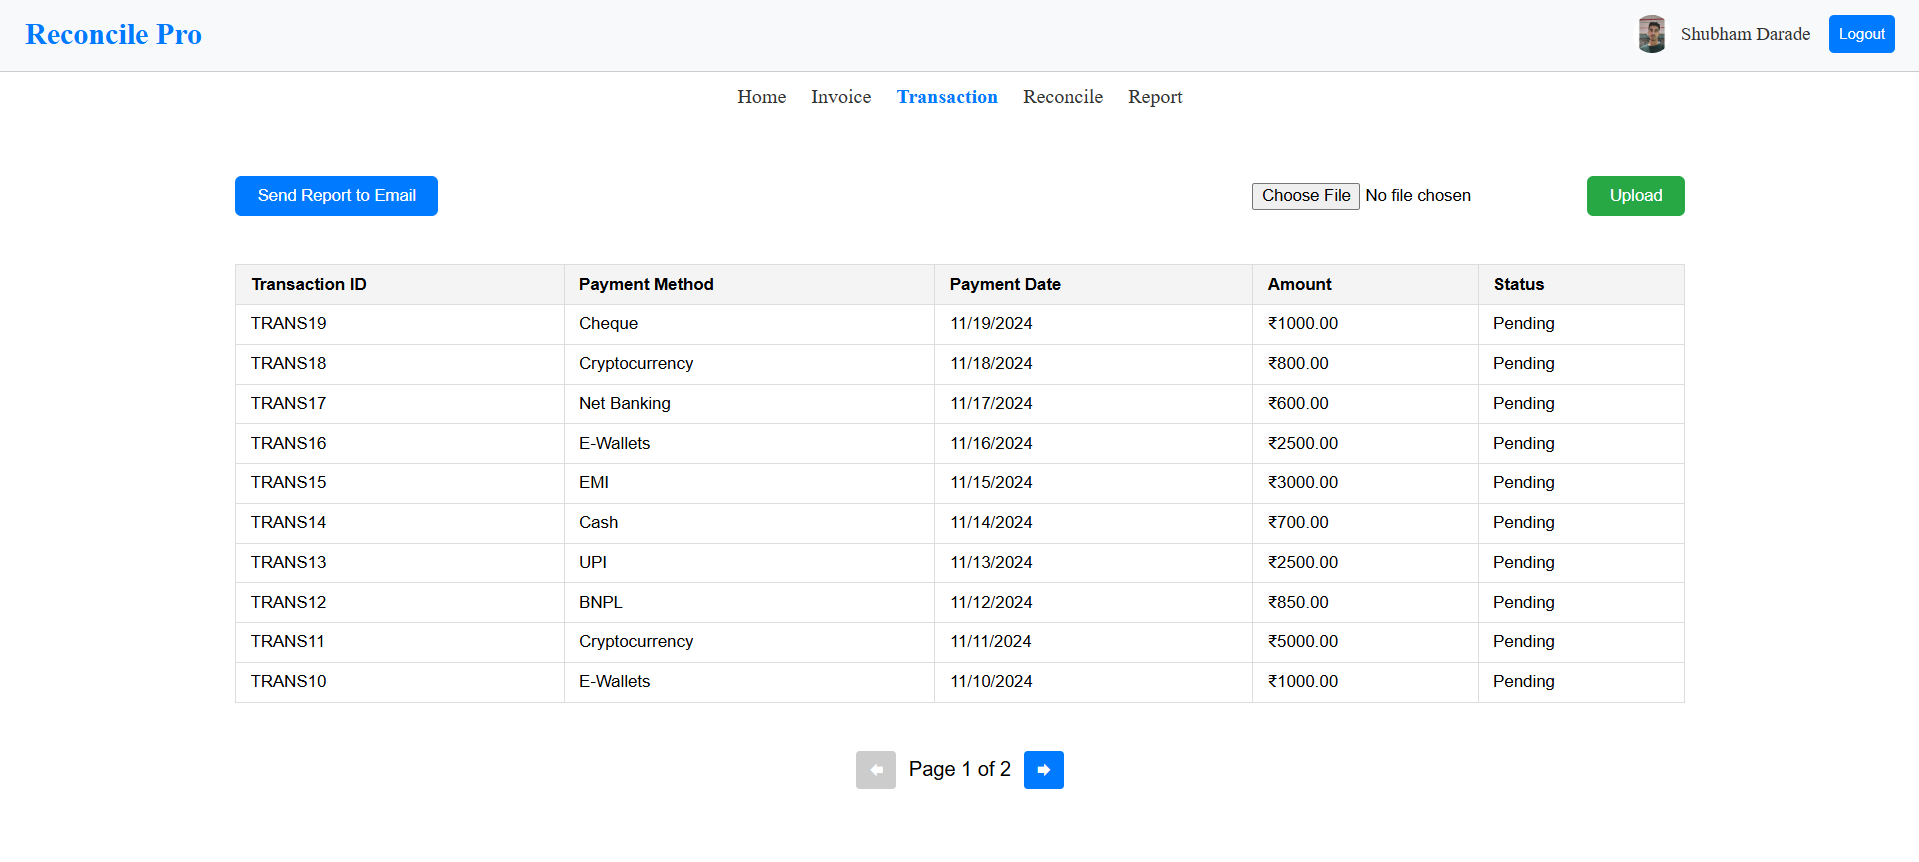 Reconcile Pro
Shubham Darade
Logout
Home Invoice Transaction Reconcile Report
Send Report to Email
Choose File No file chosen
Upload
Transaction ID Payment Method Payment Date Amount Status
TRANS19 Cheque 11/19/2024 ₹1000.00 Pending
TRANS18 Cryptocurrency 11/18/2024 ₹800.00 Pending
TRANS17 Net Banking 11/17/2024 ₹600.00 Pending
TRANS16 E-Wallets 11/16/2024 ₹2500.00 Pending
TRANS15 EMI 11/15/2024 ₹3000.00 Pending
TRANS14 Cash 11/14/2024 ₹700.00 Pending
TRANS13 UPI 11/13/2024 ₹2500.00 Pending
TRANS12 BNPL 11/12/2024 ₹850.00 Pending
TRANS11 Cryptocurrency 11/11/2024 ₹5000.00 Pending
TRANS10 E-Wallets 11/10/2024 ₹1000.00 Pending
Page 1 of 2